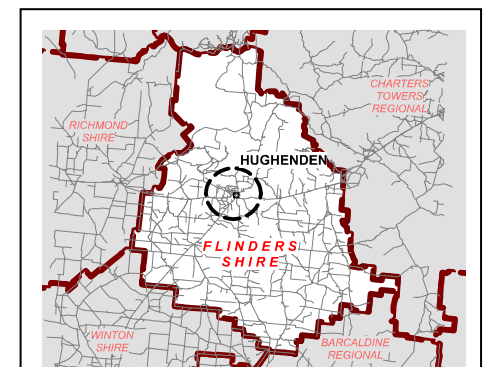 CHARTERS
TOWERS
REGIONAL
RICHMOND
SHIRE
HUGHENDEN
FLINDERS
SHIRE
WINTON
SHIRE
BARCALDINE
REGIONAL